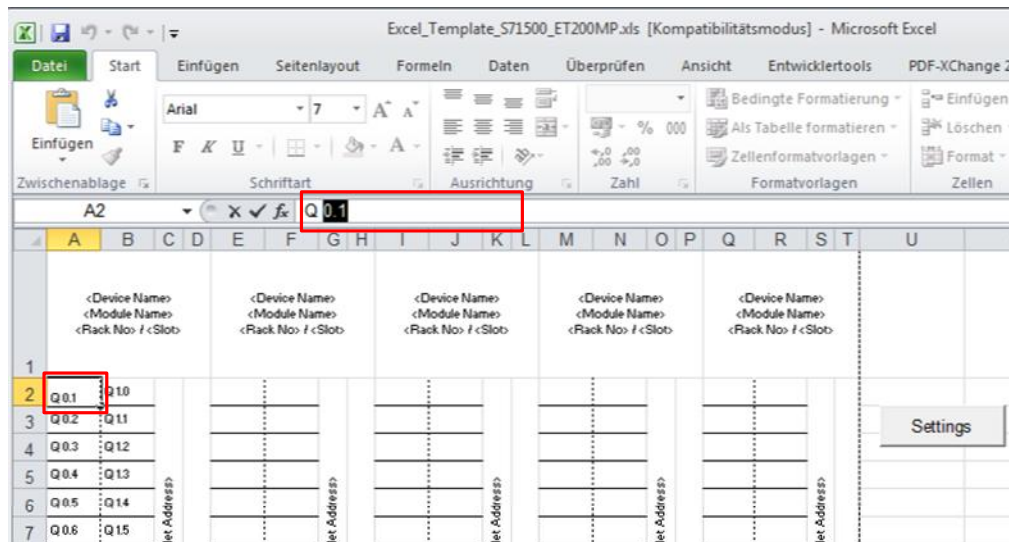 Excel_Template_S71500_ET200MP.xls [Kompatibilitätsmodus] - Microsoft Excel
Datei Start Einfügen Seitenlayout Formeln Daten Überprüfen Ansicht Entwicklertools PDF-XChange 2
Arial 7 A A Bedingte Formatierung Einfügen
% 000 Als Tabelle formatieren Löschen
Einfügen F K U A Zellenformatvorlagen Format
Zwischenablage Schriftart Ausrichtung Zahl Formatvorlagen Zellen
A2 fx Q 0.1
A B C D E F G H I J K L M N O P Q R S T U
<Device Name> <Device Name> <Device Name> <Device Name> <Device Name>
<Module Name> <Module Name> <Module Name> <Module Name> <Module Name>
<Rack No> / <Slot> <Rack No> / <Slot> <Rack No> / <Slot> <Rack No> / <Slot> <Rack No> / <Slot>
1
2 Q 0.1 Q 1.0
3 Q 0.2 Q 1.1 Settings
4 Q 0.3 Q 1.2
5 Q 0.4 Q 1.3
6 Q 0.5 Q 1.4
7 Q 0.6 Q 1.5
Address>
Address>
Address>
Address>